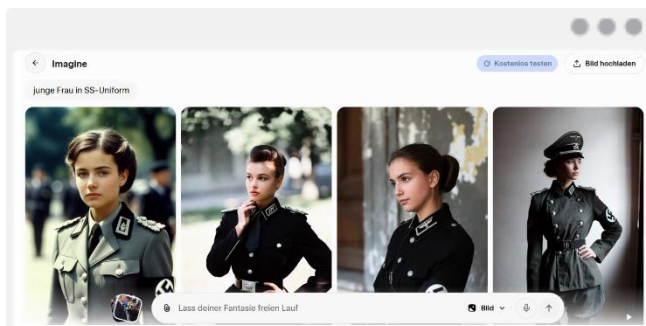 Imagine
Kostenlos testen
Bild hochladen
junge Frau in SS-Uniform
Lass deiner Fantasie freien Lauf
Bild